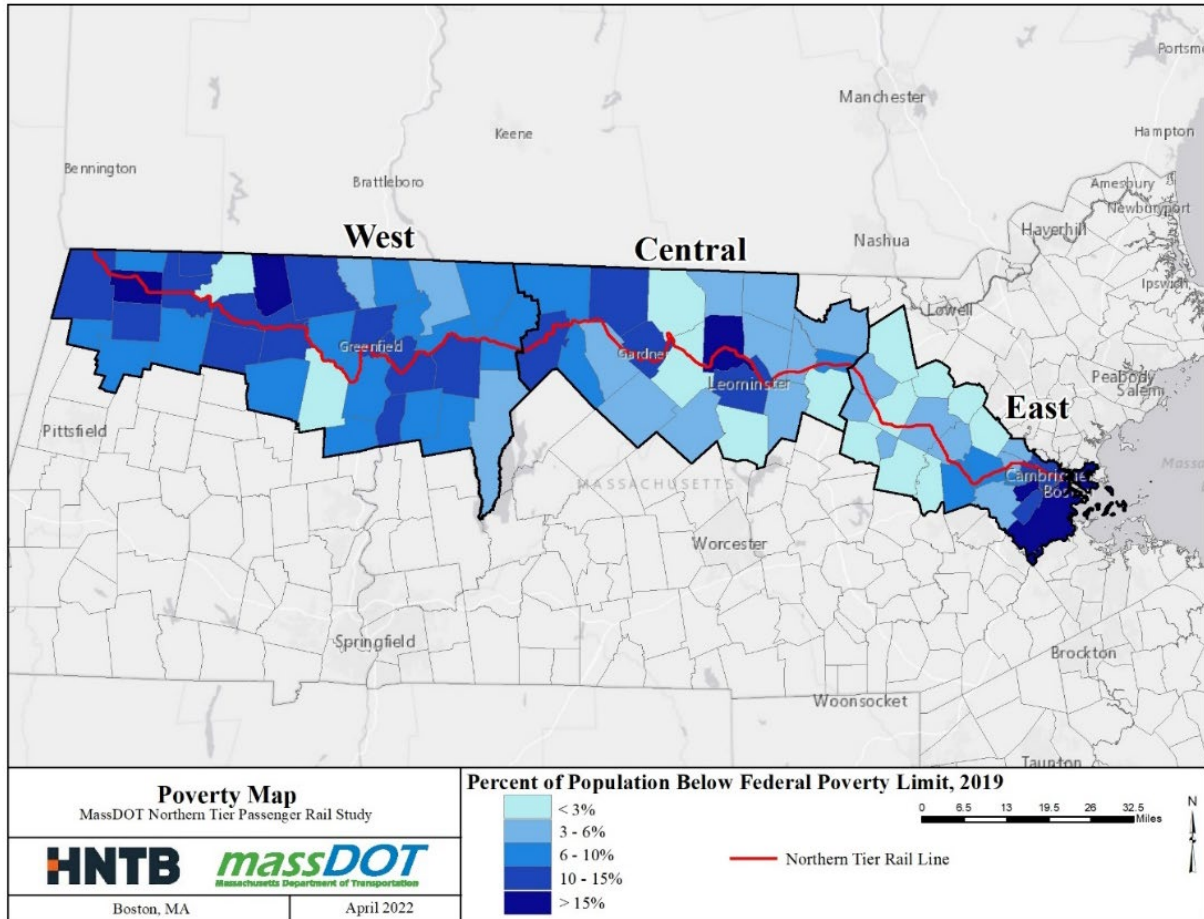 Portsm
Manchester
Keene
Hampton
Bennington
Brattleboro
Amesbury
Newburyport
West
Central
Nashua
Haverhill
Ipswich
Lowell
Greenfield
Gardner
Leominster
Peabody
Salem
East
Pittsfield
MASSACHUSETTS
Massa
Cambridge
Bos
Worcester
Springfield
Brockton
Woonsocket
Taunton
Poverty Map
MassDOT Northern Tier Passenger Rail Study
HNTB
massDOT
Massachusetts Department of Transportation
Boston, MA
April 2022
Percent of Population Below Federal Poverty Limit, 2019
< 3%
3 - 6%
6 - 10%
10 - 15%
> 15%
Northern Tier Rail Line
0 6.5 13 19.5 26 32.5
Miles
N